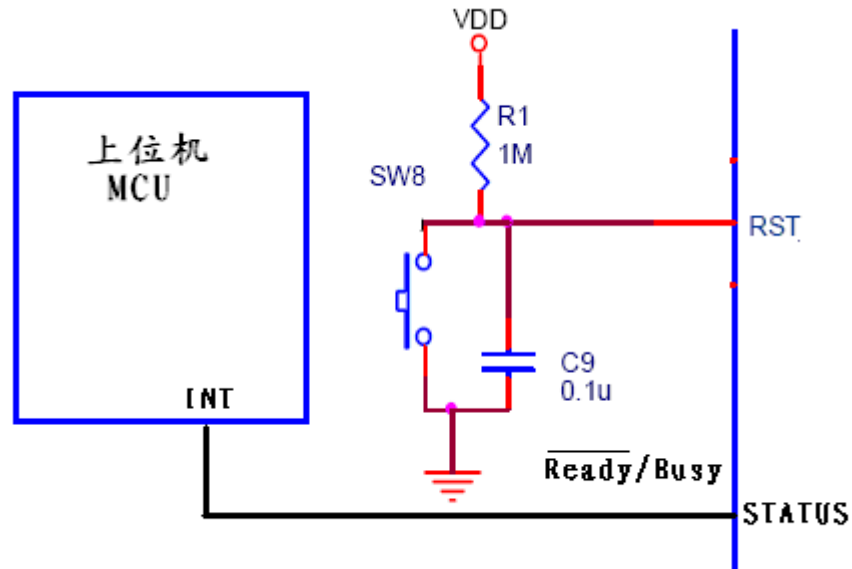 VDD
R1
1M
上位机
MCU
SW8
RST
C9
0.1u
INT
Ready/Busy
STATUS